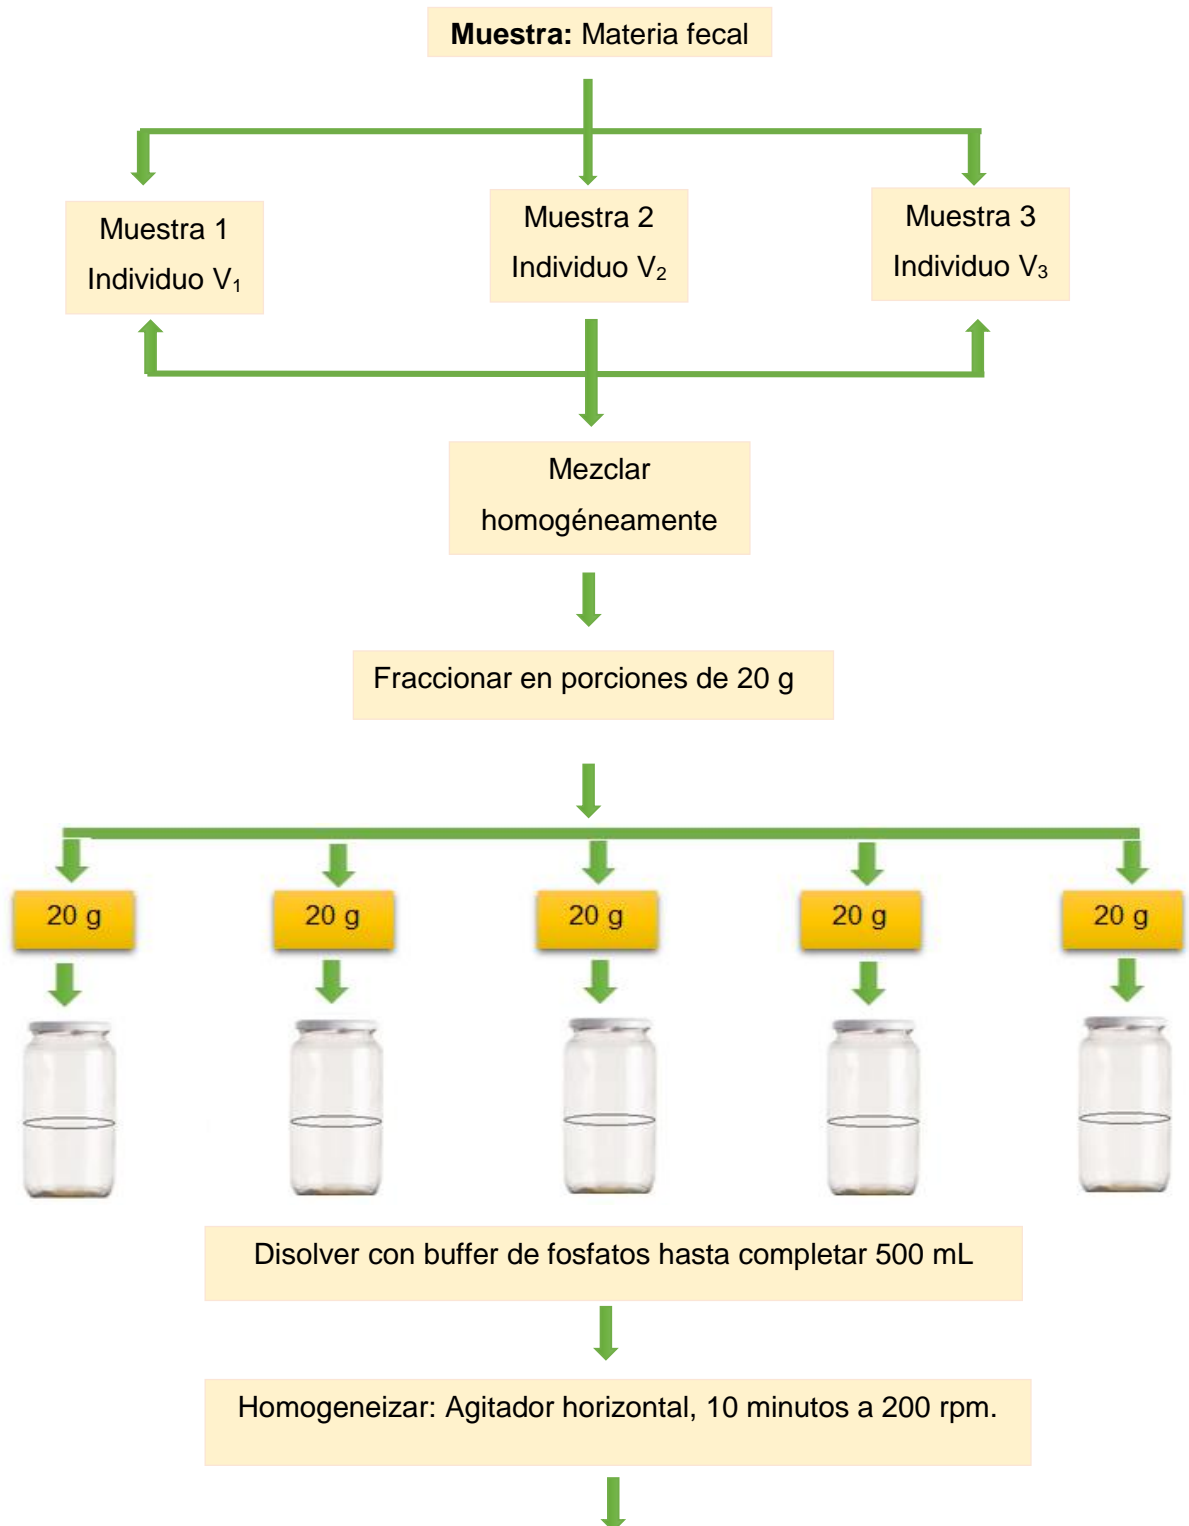 Muestra: Materia fecal
Muestra 1
Individuo V₁
Muestra 2
Individuo V₂
Muestra 3
Individuo V₃
Mezclar
homogéneamente
Fraccionar en porciones de 20 g
20 g
20 g
20 g
20 g
20 g
Disolver con buffer de fosfatos hasta completar 500 mL
Homogeneizar: Agitador horizontal, 10 minutos a 200 rpm.